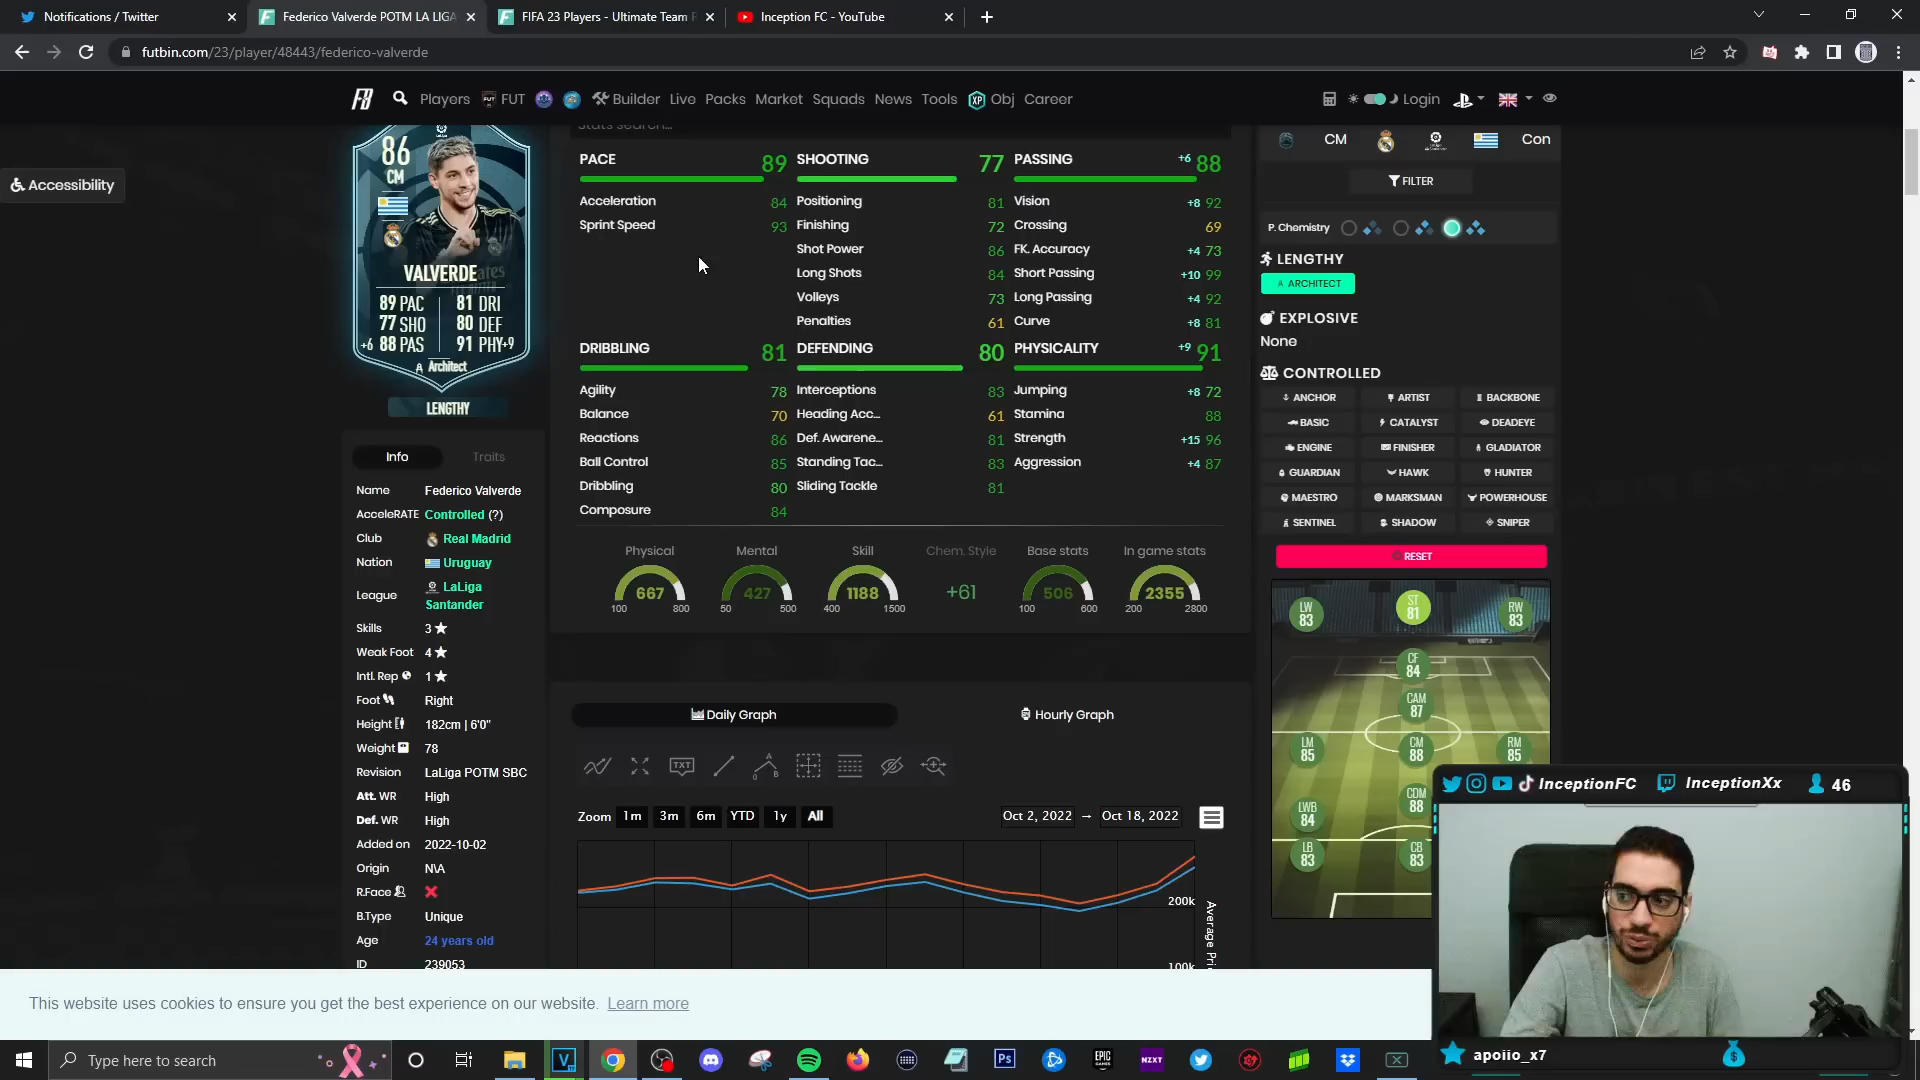 Notifications / Twitter
Federico Valverde POTM LA LIGA
FIFA 23 Players - Ultimate Team
Inception FC - YouTube
futbin.com/23/player/48443/federico-valverde
Players FUT Builder Live Packs Market Squads News Tools XP Obj Career
Login
Accessibility
86
CM
VALVERDE
89 PAC 81 DRI
77 SHO 80 DEF
+6 88 PAS 91 PHY+9
Architect
LENGTHY
Stats search...
PACE 89 SHOOTING 77 PASSING +6 88
Acceleration 84 Positioning 81 Vision +8 92
Sprint Speed 93 Finishing 72 Crossing 69
Shot Power 86 FK. Accuracy +4 73
Long Shots 84 Short Passing +10 99
Volleys 73 Long Passing +4 92
Penalties 61 Curve +8 81
DRIBBLING 81 DEFENDING 80 PHYSICALITY +9 91
Agility 78 Interceptions 83 Jumping +8 72
Balance 70 Heading Acc... 61 Stamina 88
Reactions 86 Def. Awarene... 81 Strength +15 96
Ball Control 85 Standing Tac... 83 Aggression +4 87
Dribbling 80 Sliding Tackle 81
Composure 84
Physical Mental Skill Chem. Style Base stats In game stats
667 427 1188 +61 506 2355
100 800 50 500 400 1500 100 600 200 2800
Info Traits
Name Federico Valverde
AcceleRATE Controlled (?)
Club Real Madrid
Nation Uruguay
League LaLiga Santander
Skills 3
Weak Foot 4
Intl. Rep 1
Foot Right
Height 182cm | 6'0"
Weight 78
Revision LaLiga POTM SBC
Att. WR High
Def. WR High
Added on 2022-10-02
Origin N\A
R.Face
B.Type Unique
Age 24 years old
ID 239053
Daily Graph Hourly Graph
TXT
Zoom 1m 3m 6m YTD 1y All
Oct 2, 2022 → Oct 18, 2022
200k
100k
Average Pri
CM Con
FILTER
P. Chemistry
LENGTHY
ARCHITECT
EXPLOSIVE
None
CONTROLLED
ANCHOR ARTIST BACKBONE
BASIC CATALYST DEADEYE
ENGINE FINISHER GLADIATOR
GUARDIAN HAWK HUNTER
MAESTRO MARKSMAN POWERHOUSE
SENTINEL SHADOW SNIPER
RESET
LW 83 ST 81 RW 83
CF 84
CAM 87
LM 85 CM 88 RM 85
LWB 84 CDM 88
LB 83 CB 83
InceptionFC InceptionXx 46
apoiio_x7
This website uses cookies to ensure you get the best experience on our website. Learn more
Type here to search
Ps
EPIC GAMES
NZXT